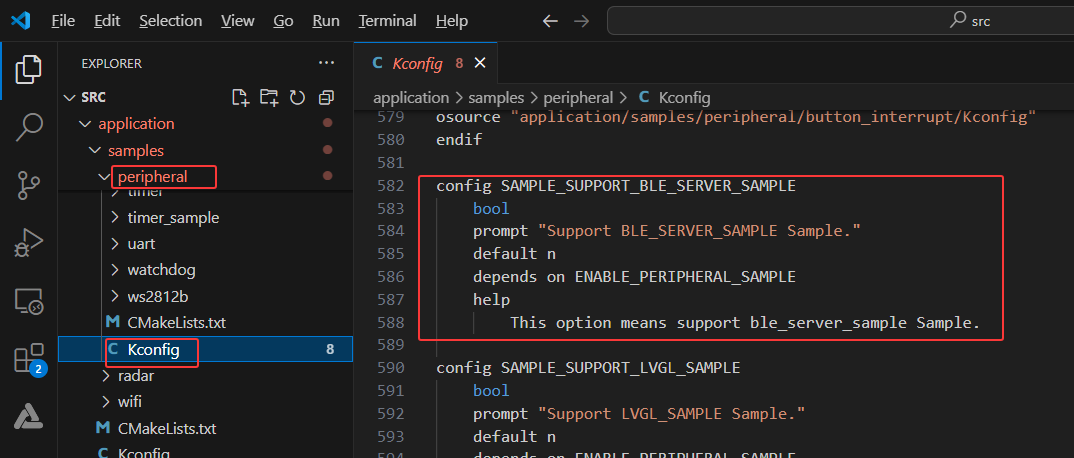 File Edit Selection View Go Run Terminal Help
src
EXPLORER
SRC
application
samples
peripheral
timer
timer_sample
uart
watchdog
ws2812b
CMakeLists.txt
Kconfig 8
radar
wifi
CMakeLists.txt
Kconfig
2
Kconfig 8
application > samples > peripheral > C Kconfig
579 osource "application/samples/peripheral/button_interrupt/Kconfig"
580 endif
581
582 config SAMPLE_SUPPORT_BLE_SERVER_SAMPLE
583 bool
584 prompt "Support BLE_SERVER_SAMPLE Sample."
585 default n
586 depends on ENABLE_PERIPHERAL_SAMPLE
587 help
588 This option means support ble_server_sample Sample.
589
590 config SAMPLE_SUPPORT_LVGL_SAMPLE
591 bool
592 prompt "Support LVGL_SAMPLE Sample."
593 default n
594 depends on ENABLE_PERIPHERAL_SAMPLE